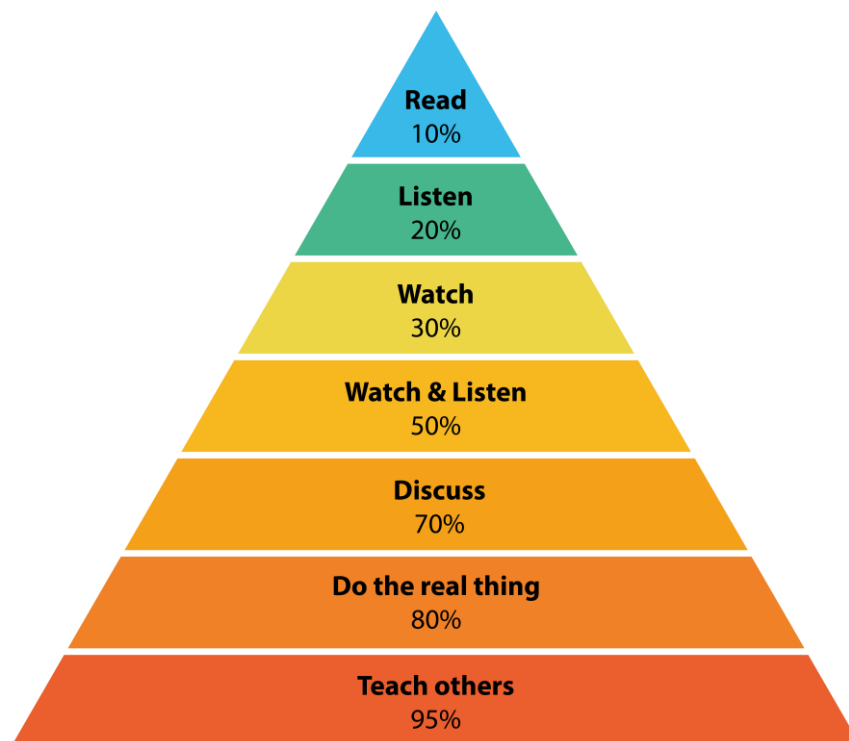 Read
10%
Listen
20%
Watch
30%
Watch & Listen
50%
Discuss
70%
Do the real thing
80%
Teach others
95%